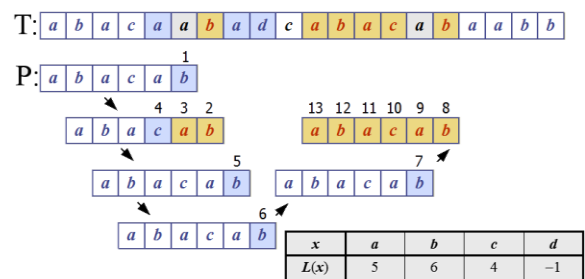 T: a b a c a a b a d c a b a c a b a a b b
1
P: a b a c a b
4 3 2 13 12 11 10 9 8
a b a c a b a b a c a b
5 7
a b a c a b a b a c a b
6
a b a c a b
x a b c d
L(x) 5 6 4 −1